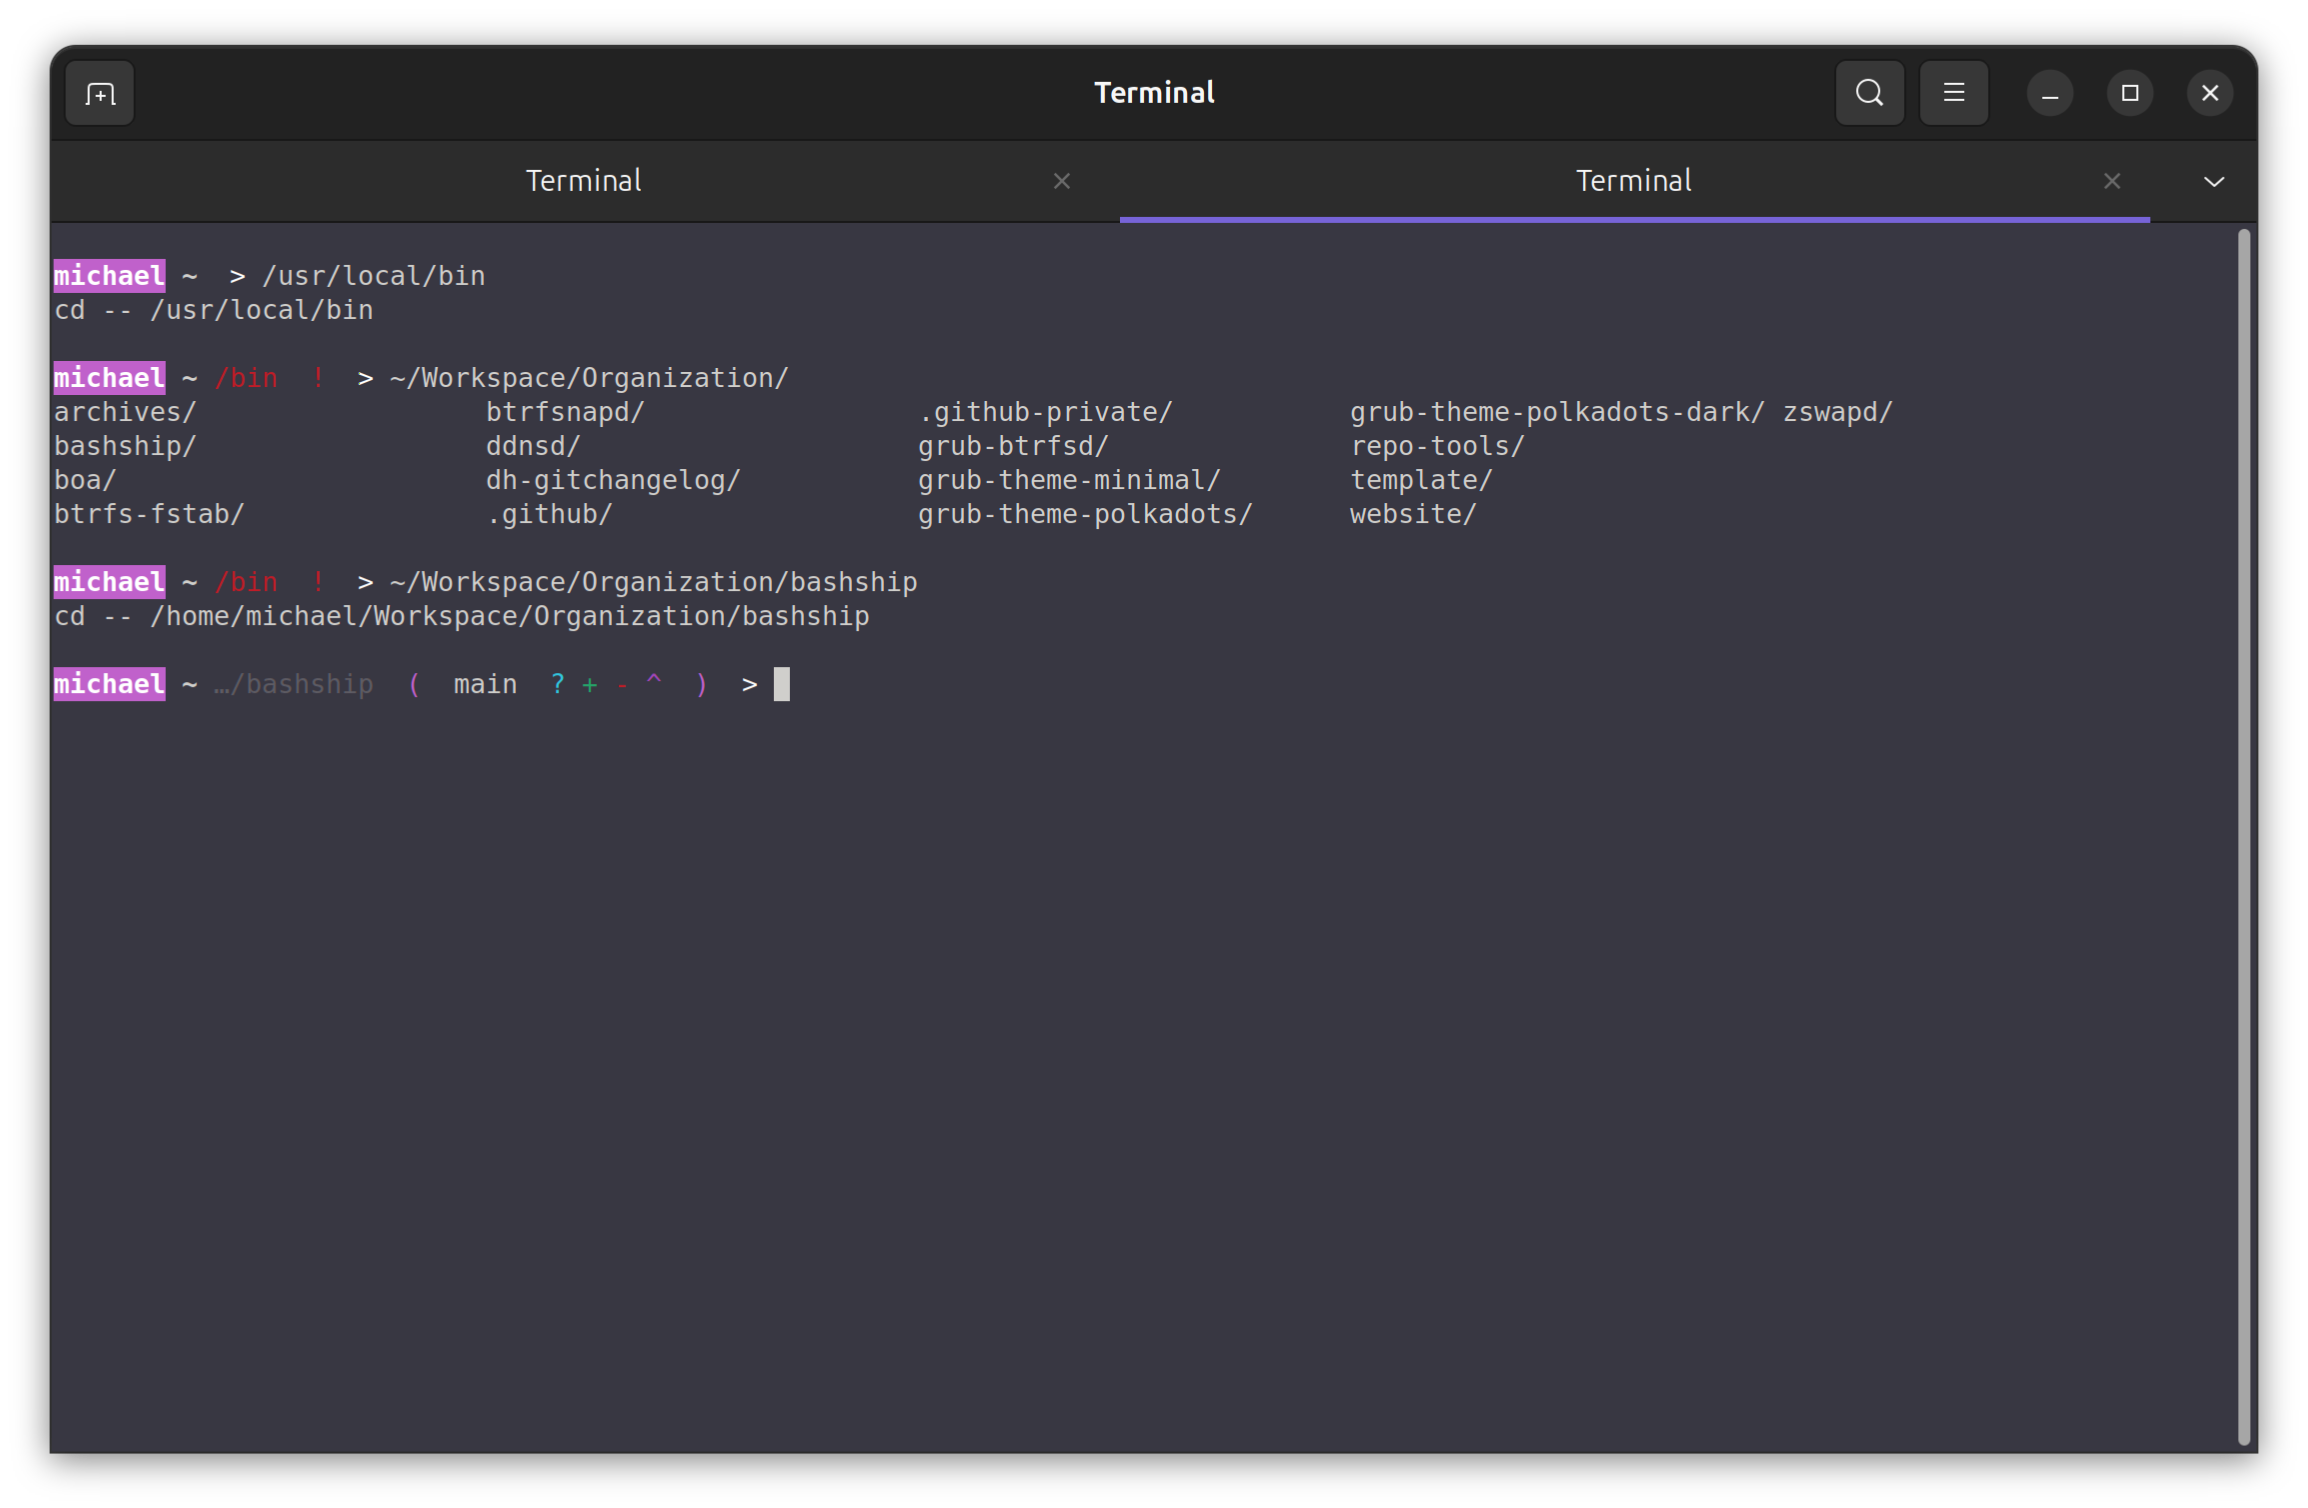 Terminal
Terminal Terminal
michael ~  > /usr/local/bin
cd -- /usr/local/bin
michael ~ /bin  !  > ~/Workspace/Organization/
archives/ btrfsnapd/ .github-private/ grub-theme-polkadots-dark/ zswapd/
bashship/ ddnsd/ grub-btrfsd/ repo-tools/
boa/ dh-gitchangelog/ grub-theme-minimal/ template/
btrfs-fstab/ .github/ grub-theme-polkadots/ website/
michael ~ /bin  !  > ~/Workspace/Organization/bashship
cd -- /home/michael/Workspace/Organization/bashship
michael ~ …/bashship  (  main  ? + - ^  )  >